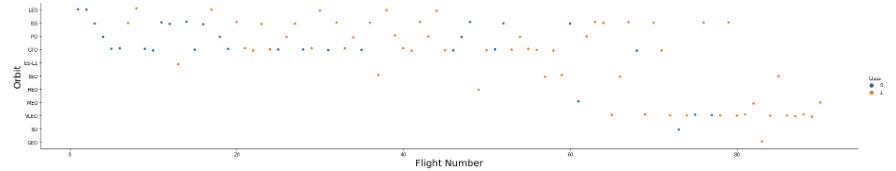 LEO
ISS
PO
GTO
ES-L1
SSO
HEO
MEO
VLEO
SO
GEO
Orbit
0
20
40
60
80
Flight Number
Class
0
1